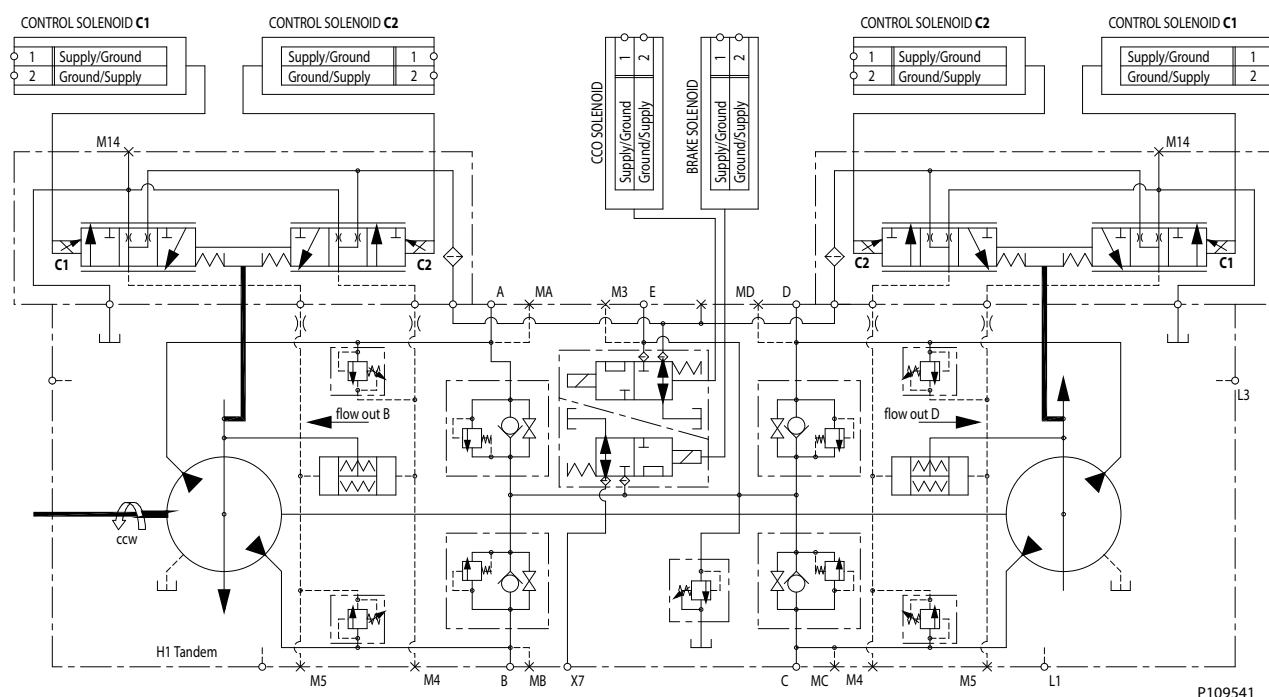 CONTROL SOLENOID C1
CONTROL SOLENOID C2
CONTROL SOLENOID C2
CONTROL SOLENOID C1
1 Supply/Ground
2 Ground/Supply
Supply/Ground 1
Ground/Supply 2
CCO SOLENOID
Supply/Ground 1
Ground/Supply 2
BRAKE SOLENOID
Supply/Ground 1
Ground/Supply 2
1 Supply/Ground
2 Ground/Supply
Supply/Ground 1
Ground/Supply 2
M14
M14
C1
C2
C2
C1
A
MA
M3
E
MD
D
L3
flow out B
flow out D
ccw
H1 Tandem
M5
M4
B
MB
X7
C
MC
M4
M5
L1
P109541